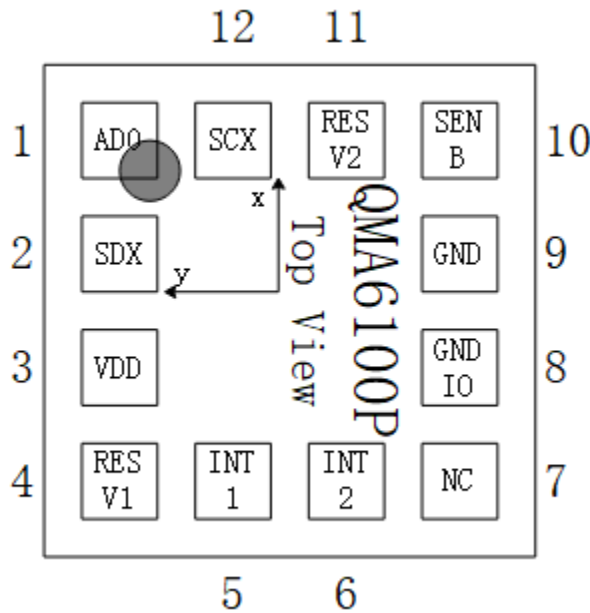 12 11
1 AD0 SCX RES V2 SEN B 10
x
2 SDX GND 9
y
3 VDD GND IO 8
Top View
QMA6100P
4 RES V1 INT 1 INT 2 NC 7
5 6